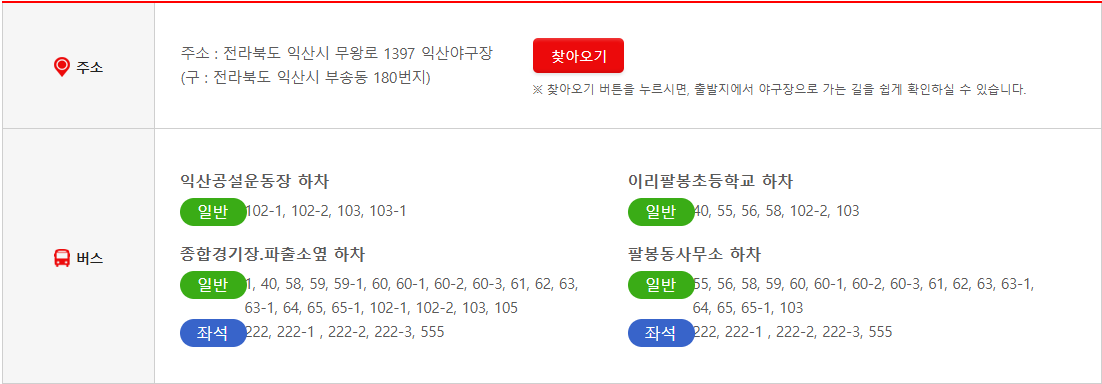 주소
주소 : 전라북도 익산시 무왕로 1397 익산야구장
(구 : 전라북도 익산시 부송동 180번지)
찾아오기
※ 찾아오기 버튼을 누르시면, 출발지에서 야구장으로 가는 길을 쉽게 확인하실 수 있습니다.
버스
익산공설운동장 하차
일반 102-1, 102-2, 103, 103-1
종합경기장.파출소옆 하차
일반 1, 40, 58, 59, 59-1, 60, 60-1, 60-2, 60-3, 61, 62, 63,
63-1, 64, 65, 65-1, 102-1, 102-2, 103, 105
좌석 222, 222-1 , 222-2, 222-3, 555
이리팔봉초등학교 하차
일반 40, 55, 56, 58, 102-2, 103
팔봉동사무소 하차
일반 55, 56, 58, 59, 60, 60-1, 60-2, 60-3, 61, 62, 63, 63-1,
64, 65, 65-1, 103
좌석 222, 222-1 , 222-2, 222-3, 555